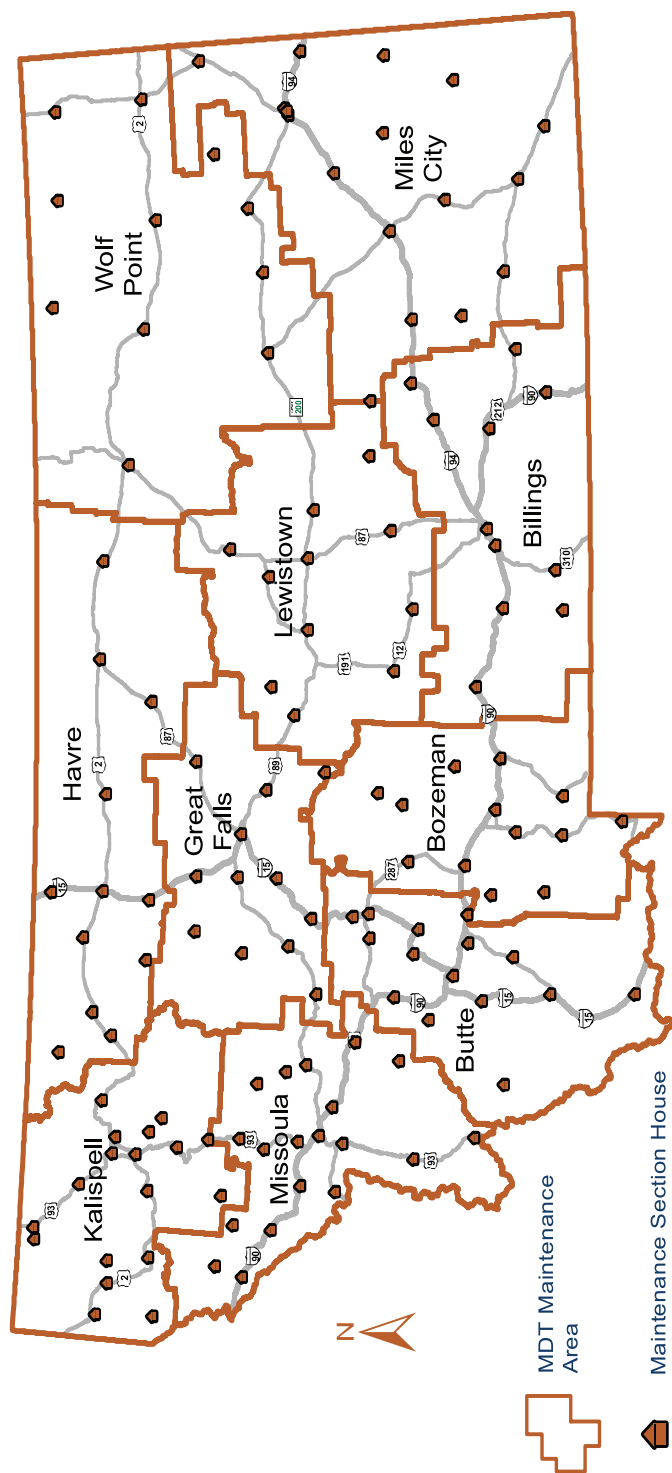 Kalispell
Havre
Wolf
Point
Great
Falls
Missoula
Lewistown
Miles
City
Butte
Bozeman
Billings
93
2
2
15
87
2
200
94
93
90
93
15
89
87
191
12
287
90
15
15
90
94
212
90
310
N
MDT Maintenance
Area
Maintenance Section House